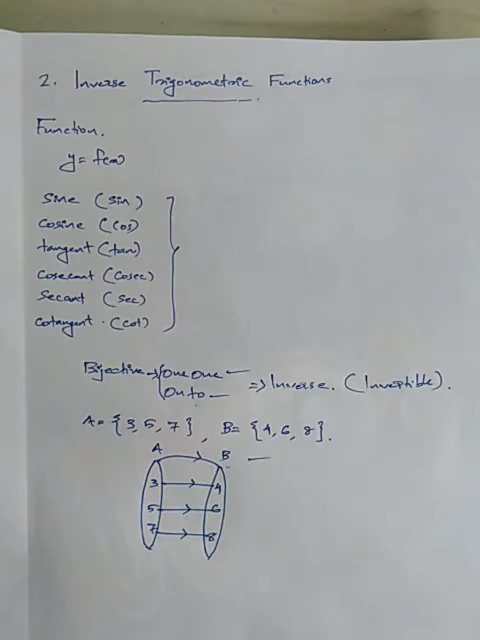 2. Inverse Trigonometric Functions
Function.
y = f(x)
Sine (sin)
Cosine (cos)
tangent (tan)
Cosecant (Cosec)
Secant (sec)
cotangent. (cot)
Bijective → { one one
onto ⇒ Inverse. (Invertible).
A = {3, 5, 7}, B = {4, 6, 8}.
A B
3 4
5 6
7 8